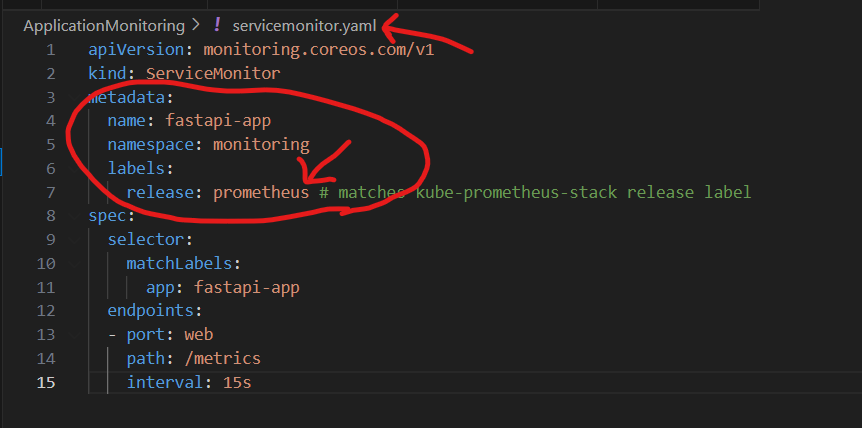 ApplicationMonitoring > ! servicemonitor.yaml
1 apiVersion: monitoring.coreos.com/v1
2 kind: ServiceMonitor
3 metadata:
4   name: fastapi-app
5   namespace: monitoring
6   labels:
7     release: prometheus # matches kube-prometheus-stack release label
8 spec:
9   selector:
10     matchLabels:
11       app: fastapi-app
12   endpoints:
13   - port: web
14     path: /metrics
15     interval: 15s